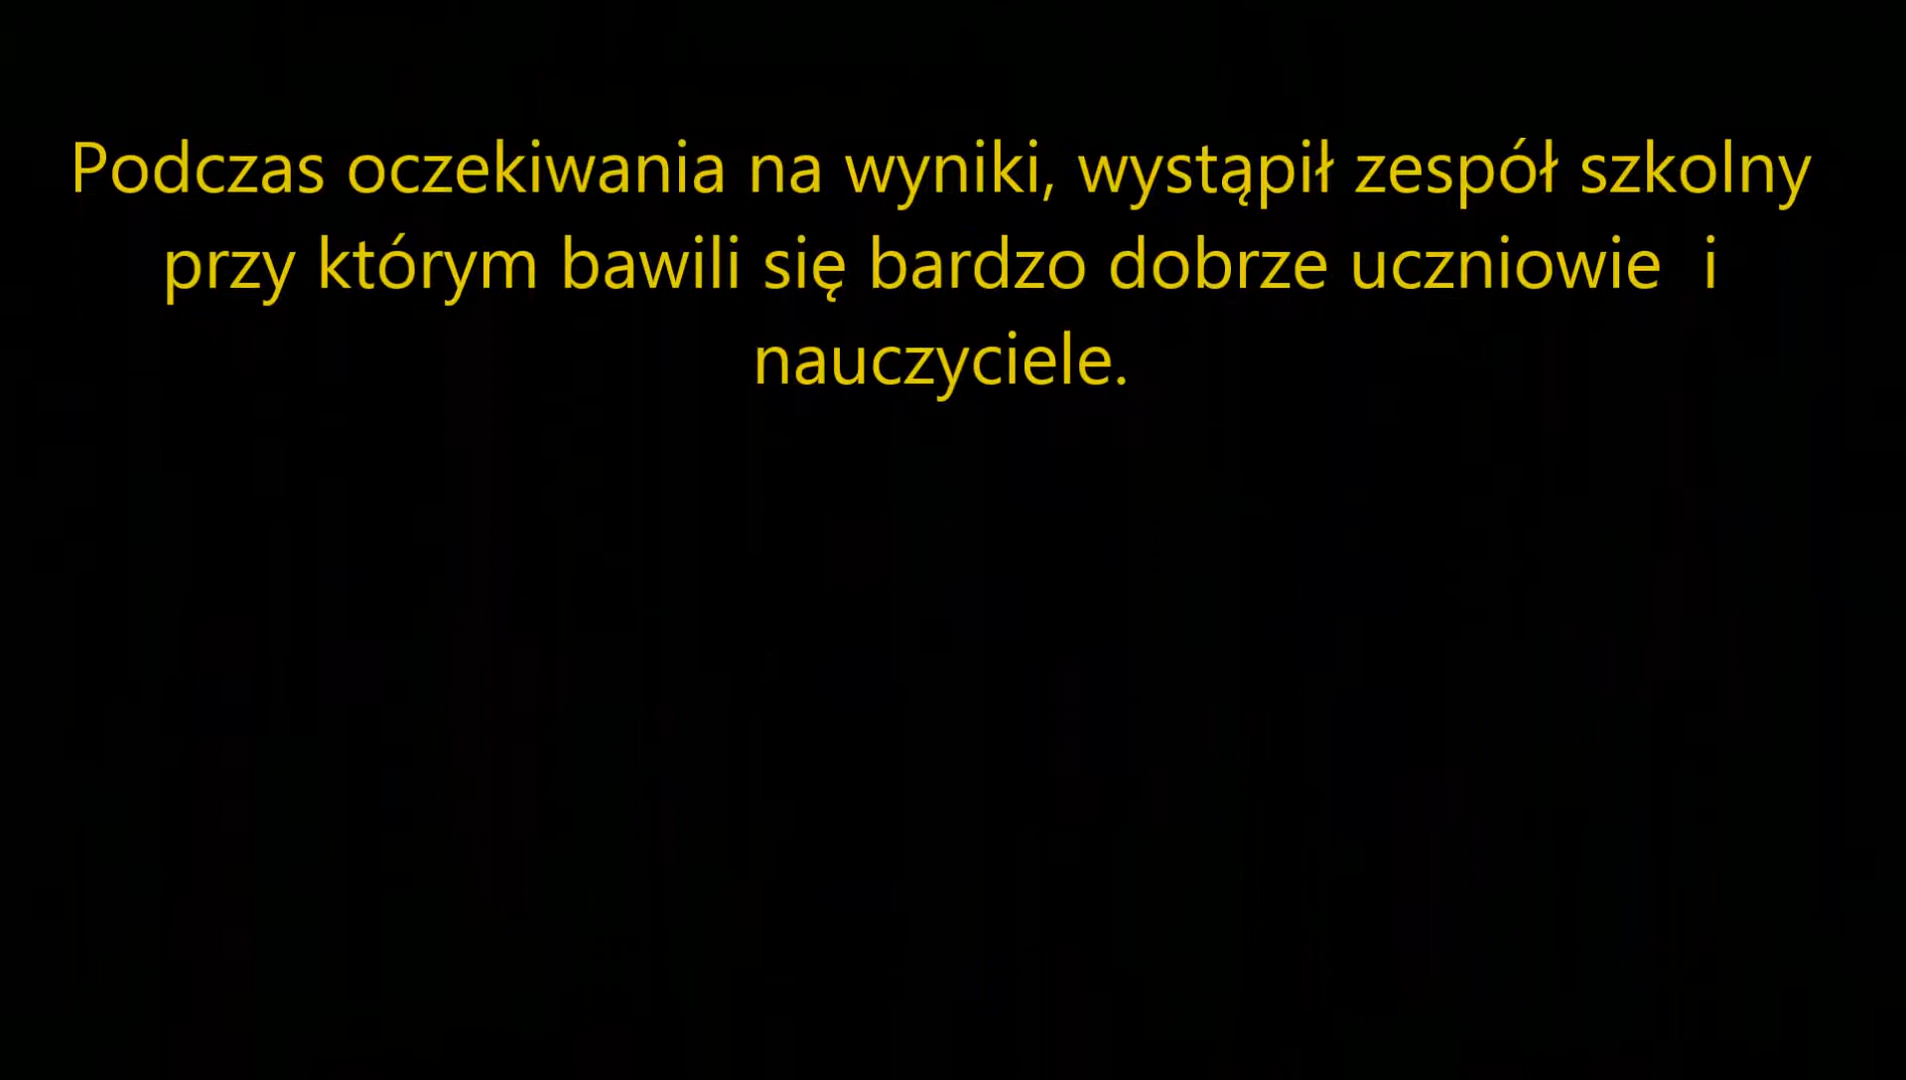 Podczas oczekiwania na wyniki, wystąpił zespół szkolny
przy którym bawili się bardzo dobrze uczniowie  i
nauczyciele.